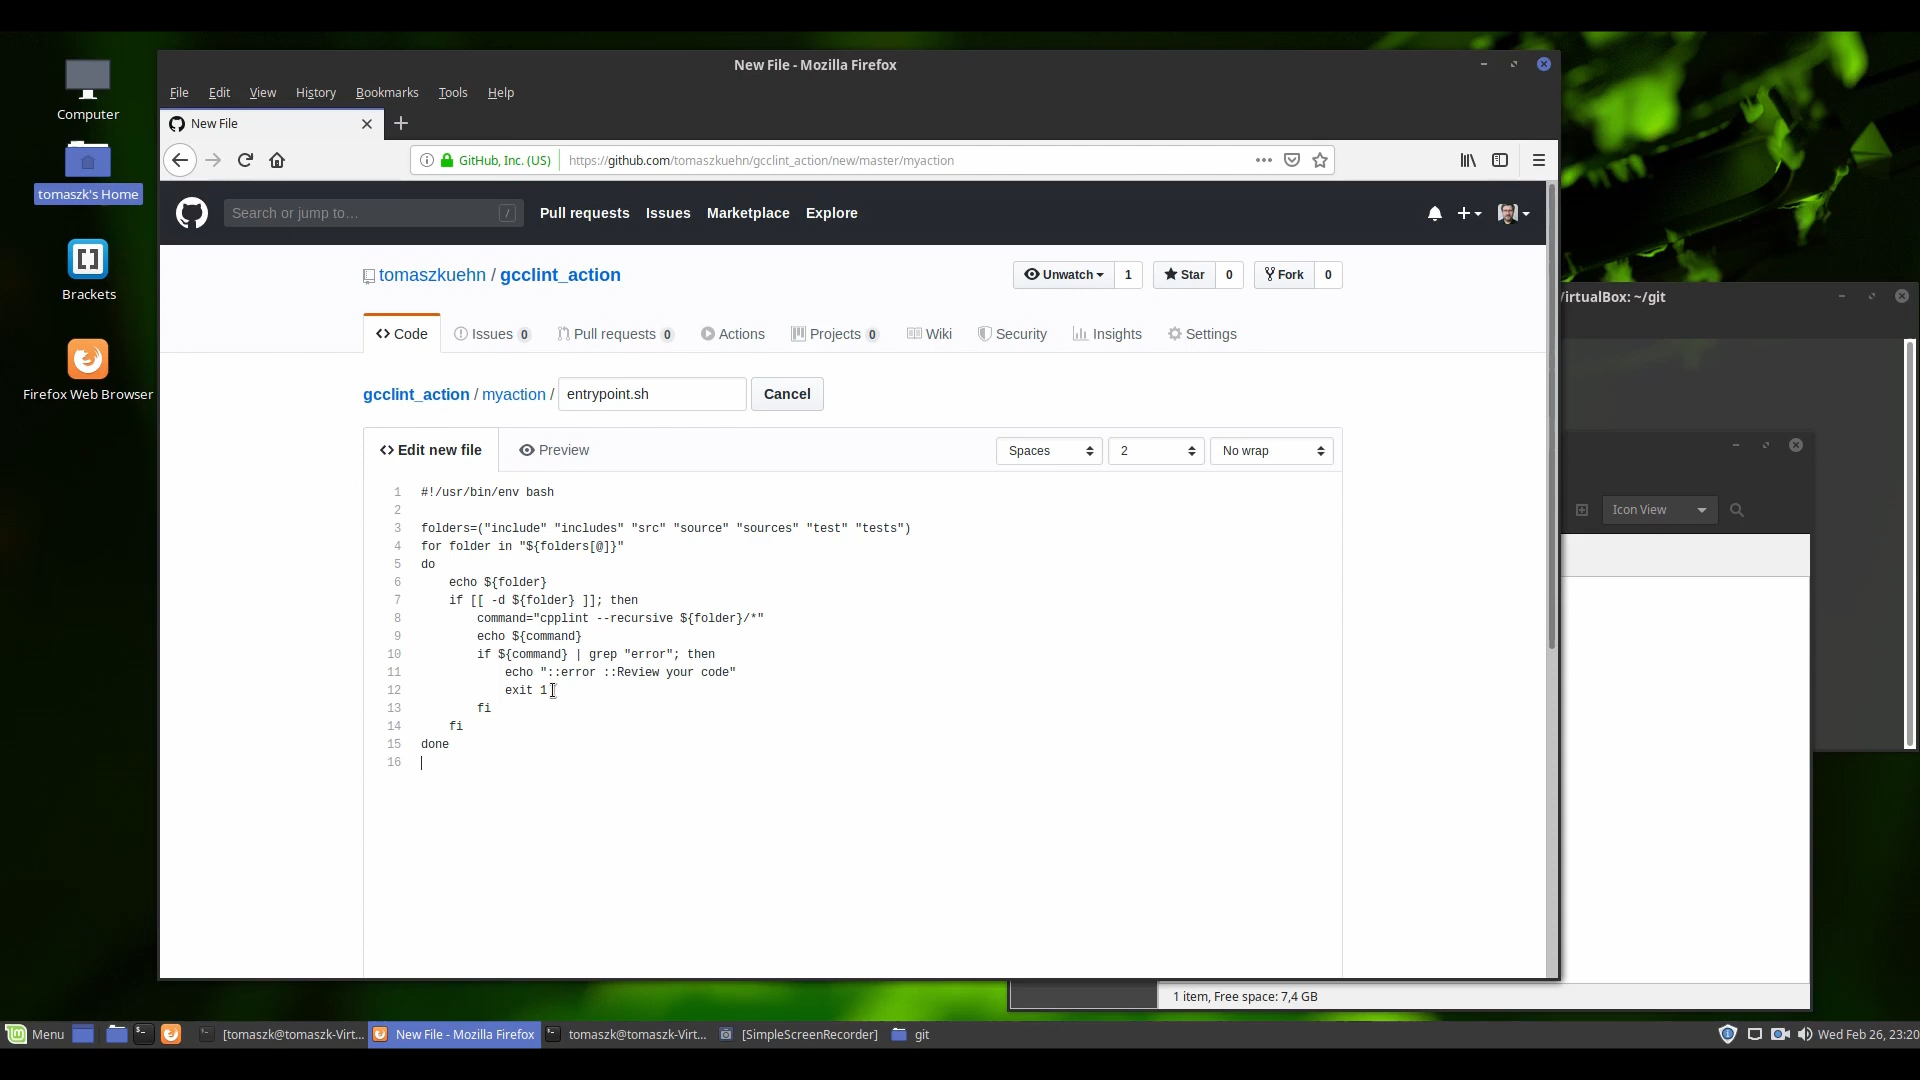 New File - Mozilla Firefox
File Edit View History Bookmarks Tools Help
New File
GitHub, Inc. (US) https://github.com/tomaszkuehn/gcclint_action/new/master/myaction
Search or jump to… /
Pull requests Issues Marketplace Explore
tomaszkuehn / gcclint_action
Unwatch 1 Star 0 Fork 0
Code Issues 0 Pull requests 0 Actions Projects 0 Wiki Security Insights Settings
gcclint_action / myaction / entrypoint.sh Cancel
Edit new file Preview Spaces 2 No wrap
1 #!/usr/bin/env bash
2
3 folders=("include" "includes" "src" "source" "sources" "test" "tests")
4 for folder in "${folders[@]}"
5 do
6 echo ${folder}
7 if [[ -d ${folder} ]]; then
8 command="cpplint --recursive ${folder}/*"
9 echo ${command}
10 if ${command} | grep "error"; then
11 echo "::error ::Review your code"
12 exit 1
13 fi
14 fi
15 done
16
Computer
tomaszk's Home
Brackets
Firefox Web Browser
VirtualBox: ~/git
Icon View
1 item, Free space: 7,4 GB
Menu [tomaszk@tomaszk-Virt... New File - Mozilla Firefox tomaszk@tomaszk-Virt... [SimpleScreenRecorder] git Wed Feb 26, 23:20